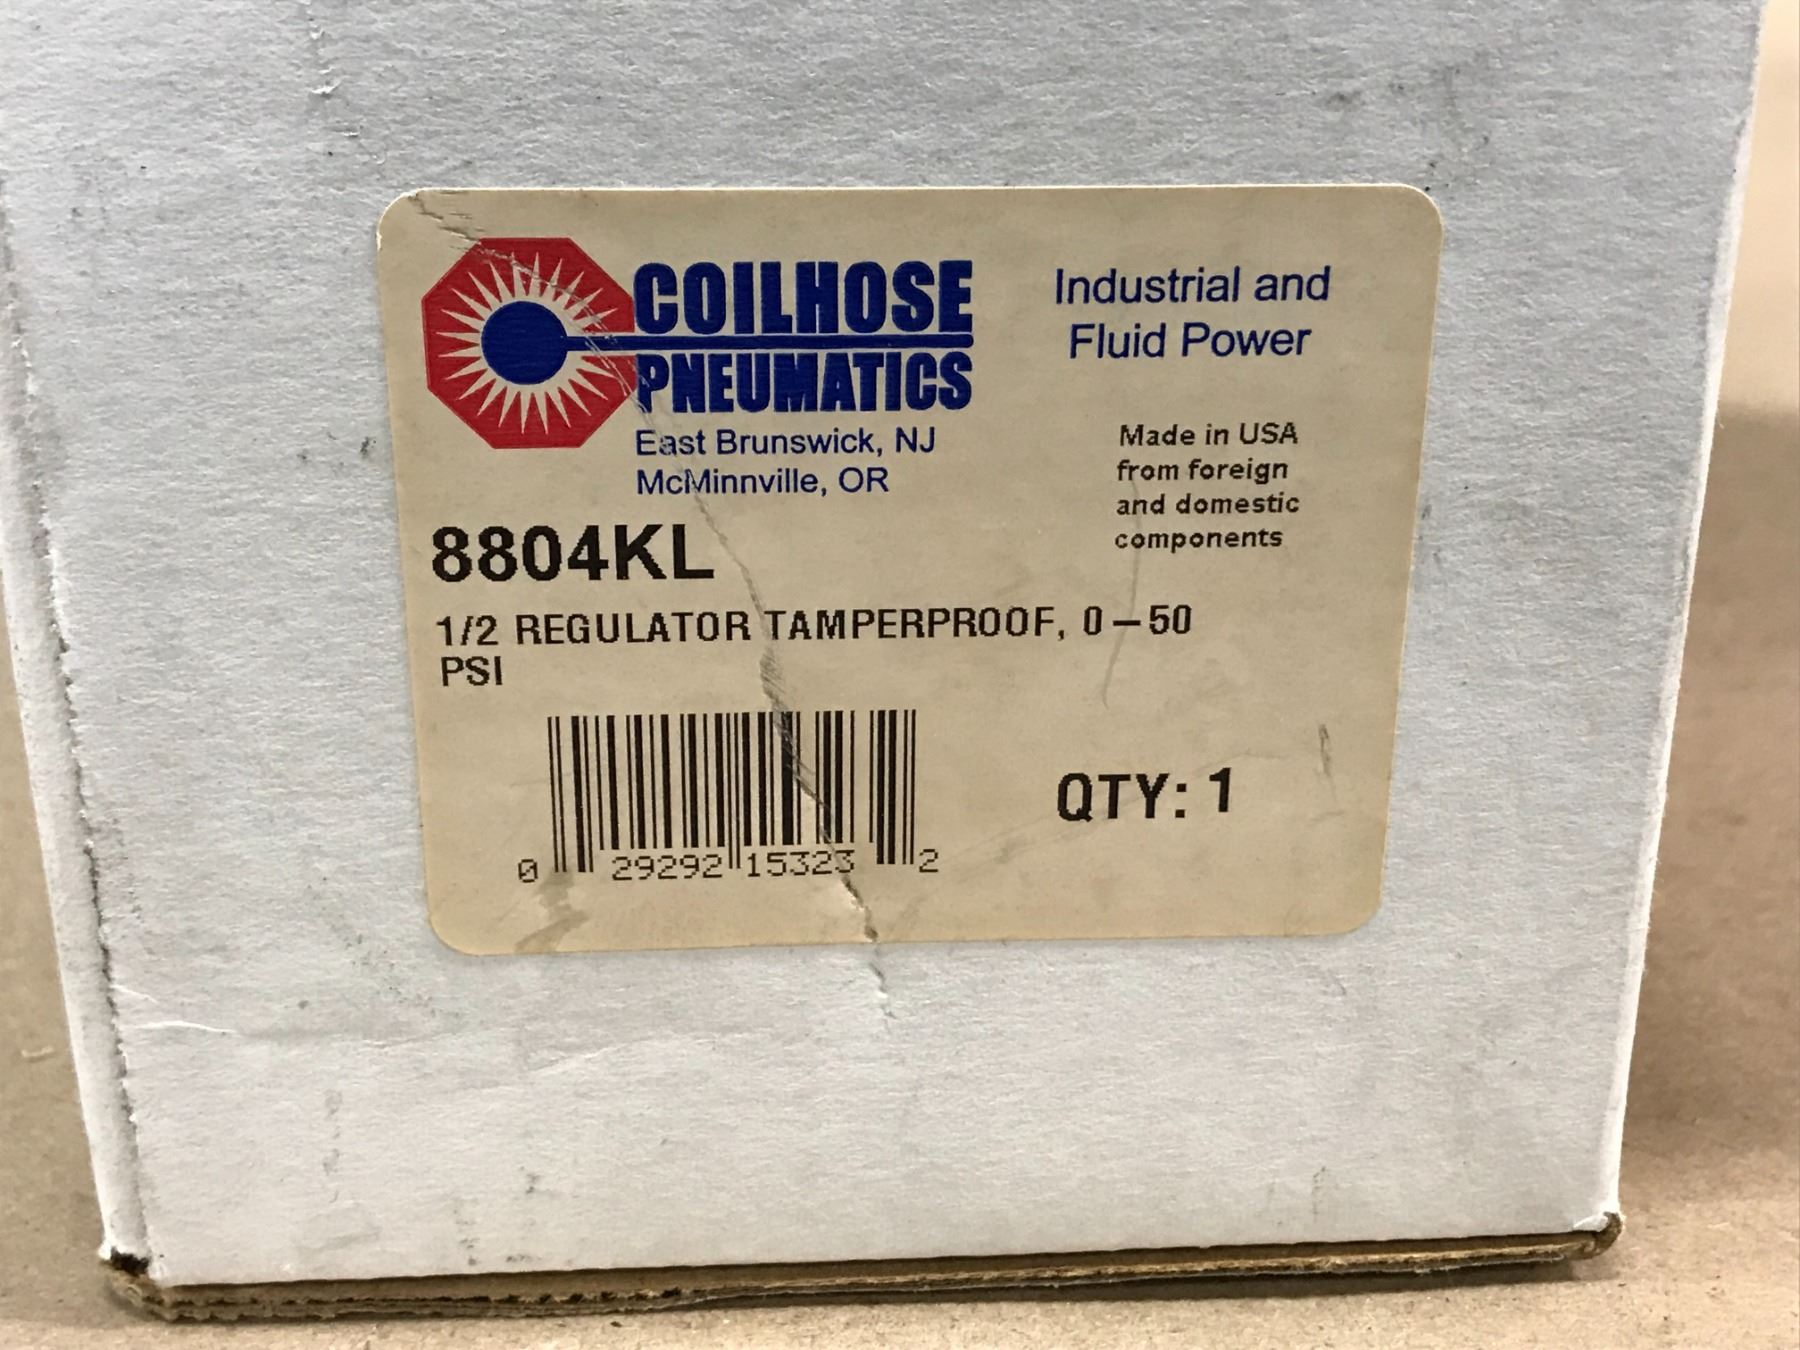 COILHOSE
PNEUMATICS
East Brunswick, NJ
McMinnville, OR
Industrial and
Fluid Power
Made in USA
from foreign
and domestic
components
8804KL
1/2 REGULATOR TAMPERPROOF, 0–50
PSI
0 29292 15323 2
QTY: 1